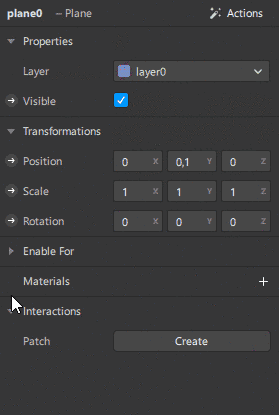 plane0 – Plane Actions
Properties
Layer layer0
Visible
Transformations
Position 0 X 0,1 Y 0 Z
Scale 1 X 1 Y 1 Z
Rotation 0 X 0 Y 0 Z
Enable For
Materials +
Interactions
Patch Create